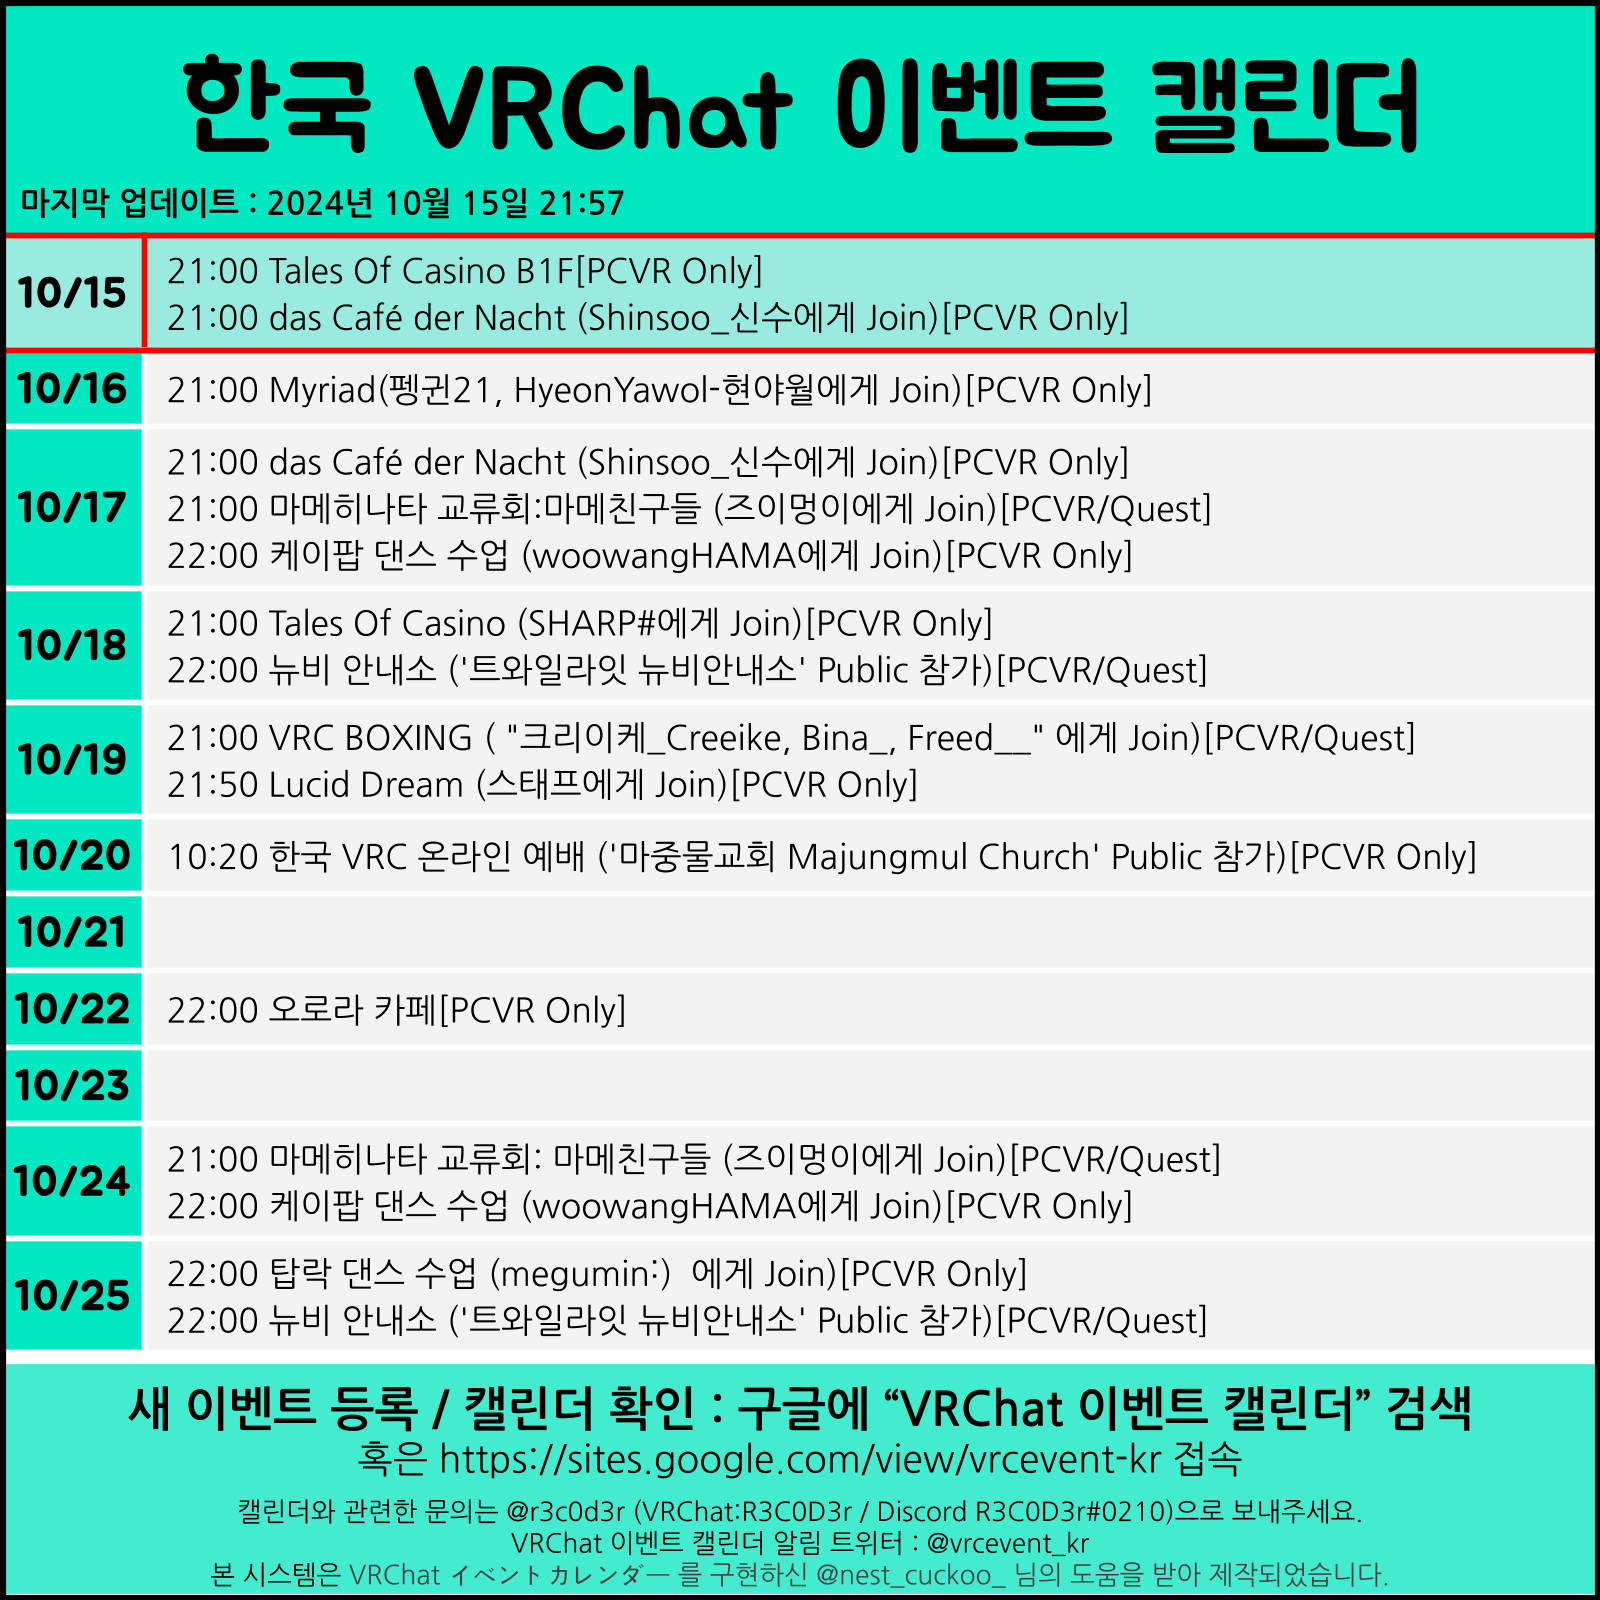 한국 VRChat 이벤트 캘린더
마지막 업데이트 : 2024년 10월 15일 21:57
10/15
21:00 Tales Of Casino B1F[PCVR Only]
21:00 das Café der Nacht (Shinsoo_신수에게 Join)[PCVR Only]
10/16
21:00 Myriad(펭귄21, HyeonYawol-현야월에게 Join)[PCVR Only]
10/17
21:00 das Café der Nacht (Shinsoo_신수에게 Join)[PCVR Only]
21:00 마메히나타 교류회:마메친구들 (즈이멍이에게 Join)[PCVR/Quest]
22:00 케이팝 댄스 수업 (woowangHAMA에게 Join)[PCVR Only]
10/18
21:00 Tales Of Casino (SHARP#에게 Join)[PCVR Only]
22:00 뉴비 안내소 ('트와일라잇 뉴비안내소' Public 참가)[PCVR/Quest]
10/19
21:00 VRC BOXING ( "크리이케_Creeike, Bina_, Freed__" 에게 Join)[PCVR/Quest]
21:50 Lucid Dream (스태프에게 Join)[PCVR Only]
10/20
10:20 한국 VRC 온라인 예배 ('마중물교회 Majungmul Church' Public 참가)[PCVR Only]
10/21
10/22
22:00 오로라 카페[PCVR Only]
10/23
10/24
21:00 마메히나타 교류회: 마메친구들 (즈이멍이에게 Join)[PCVR/Quest]
22:00 케이팝 댄스 수업 (woowangHAMA에게 Join)[PCVR Only]
10/25
22:00 탑락 댄스 수업 (megumin:)  에게 Join)[PCVR Only]
22:00 뉴비 안내소 ('트와일라잇 뉴비안내소' Public 참가)[PCVR/Quest]
새 이벤트 등록 / 캘린더 확인 : 구글에 “VRChat 이벤트 캘린더” 검색
혹은 https://sites.google.com/view/vrcevent-kr 접속
캘린더와 관련한 문의는 @r3c0d3r (VRChat:R3C0D3r / Discord R3C0D3r#0210)으로 보내주세요.
VRChat 이벤트 캘린더 알림 트위터 : @vrcevent_kr
본 시스템은 VRChat イベントカレンダー 를 구현하신 @nest_cuckoo_ 님의 도움을 받아 제작되었습니다.